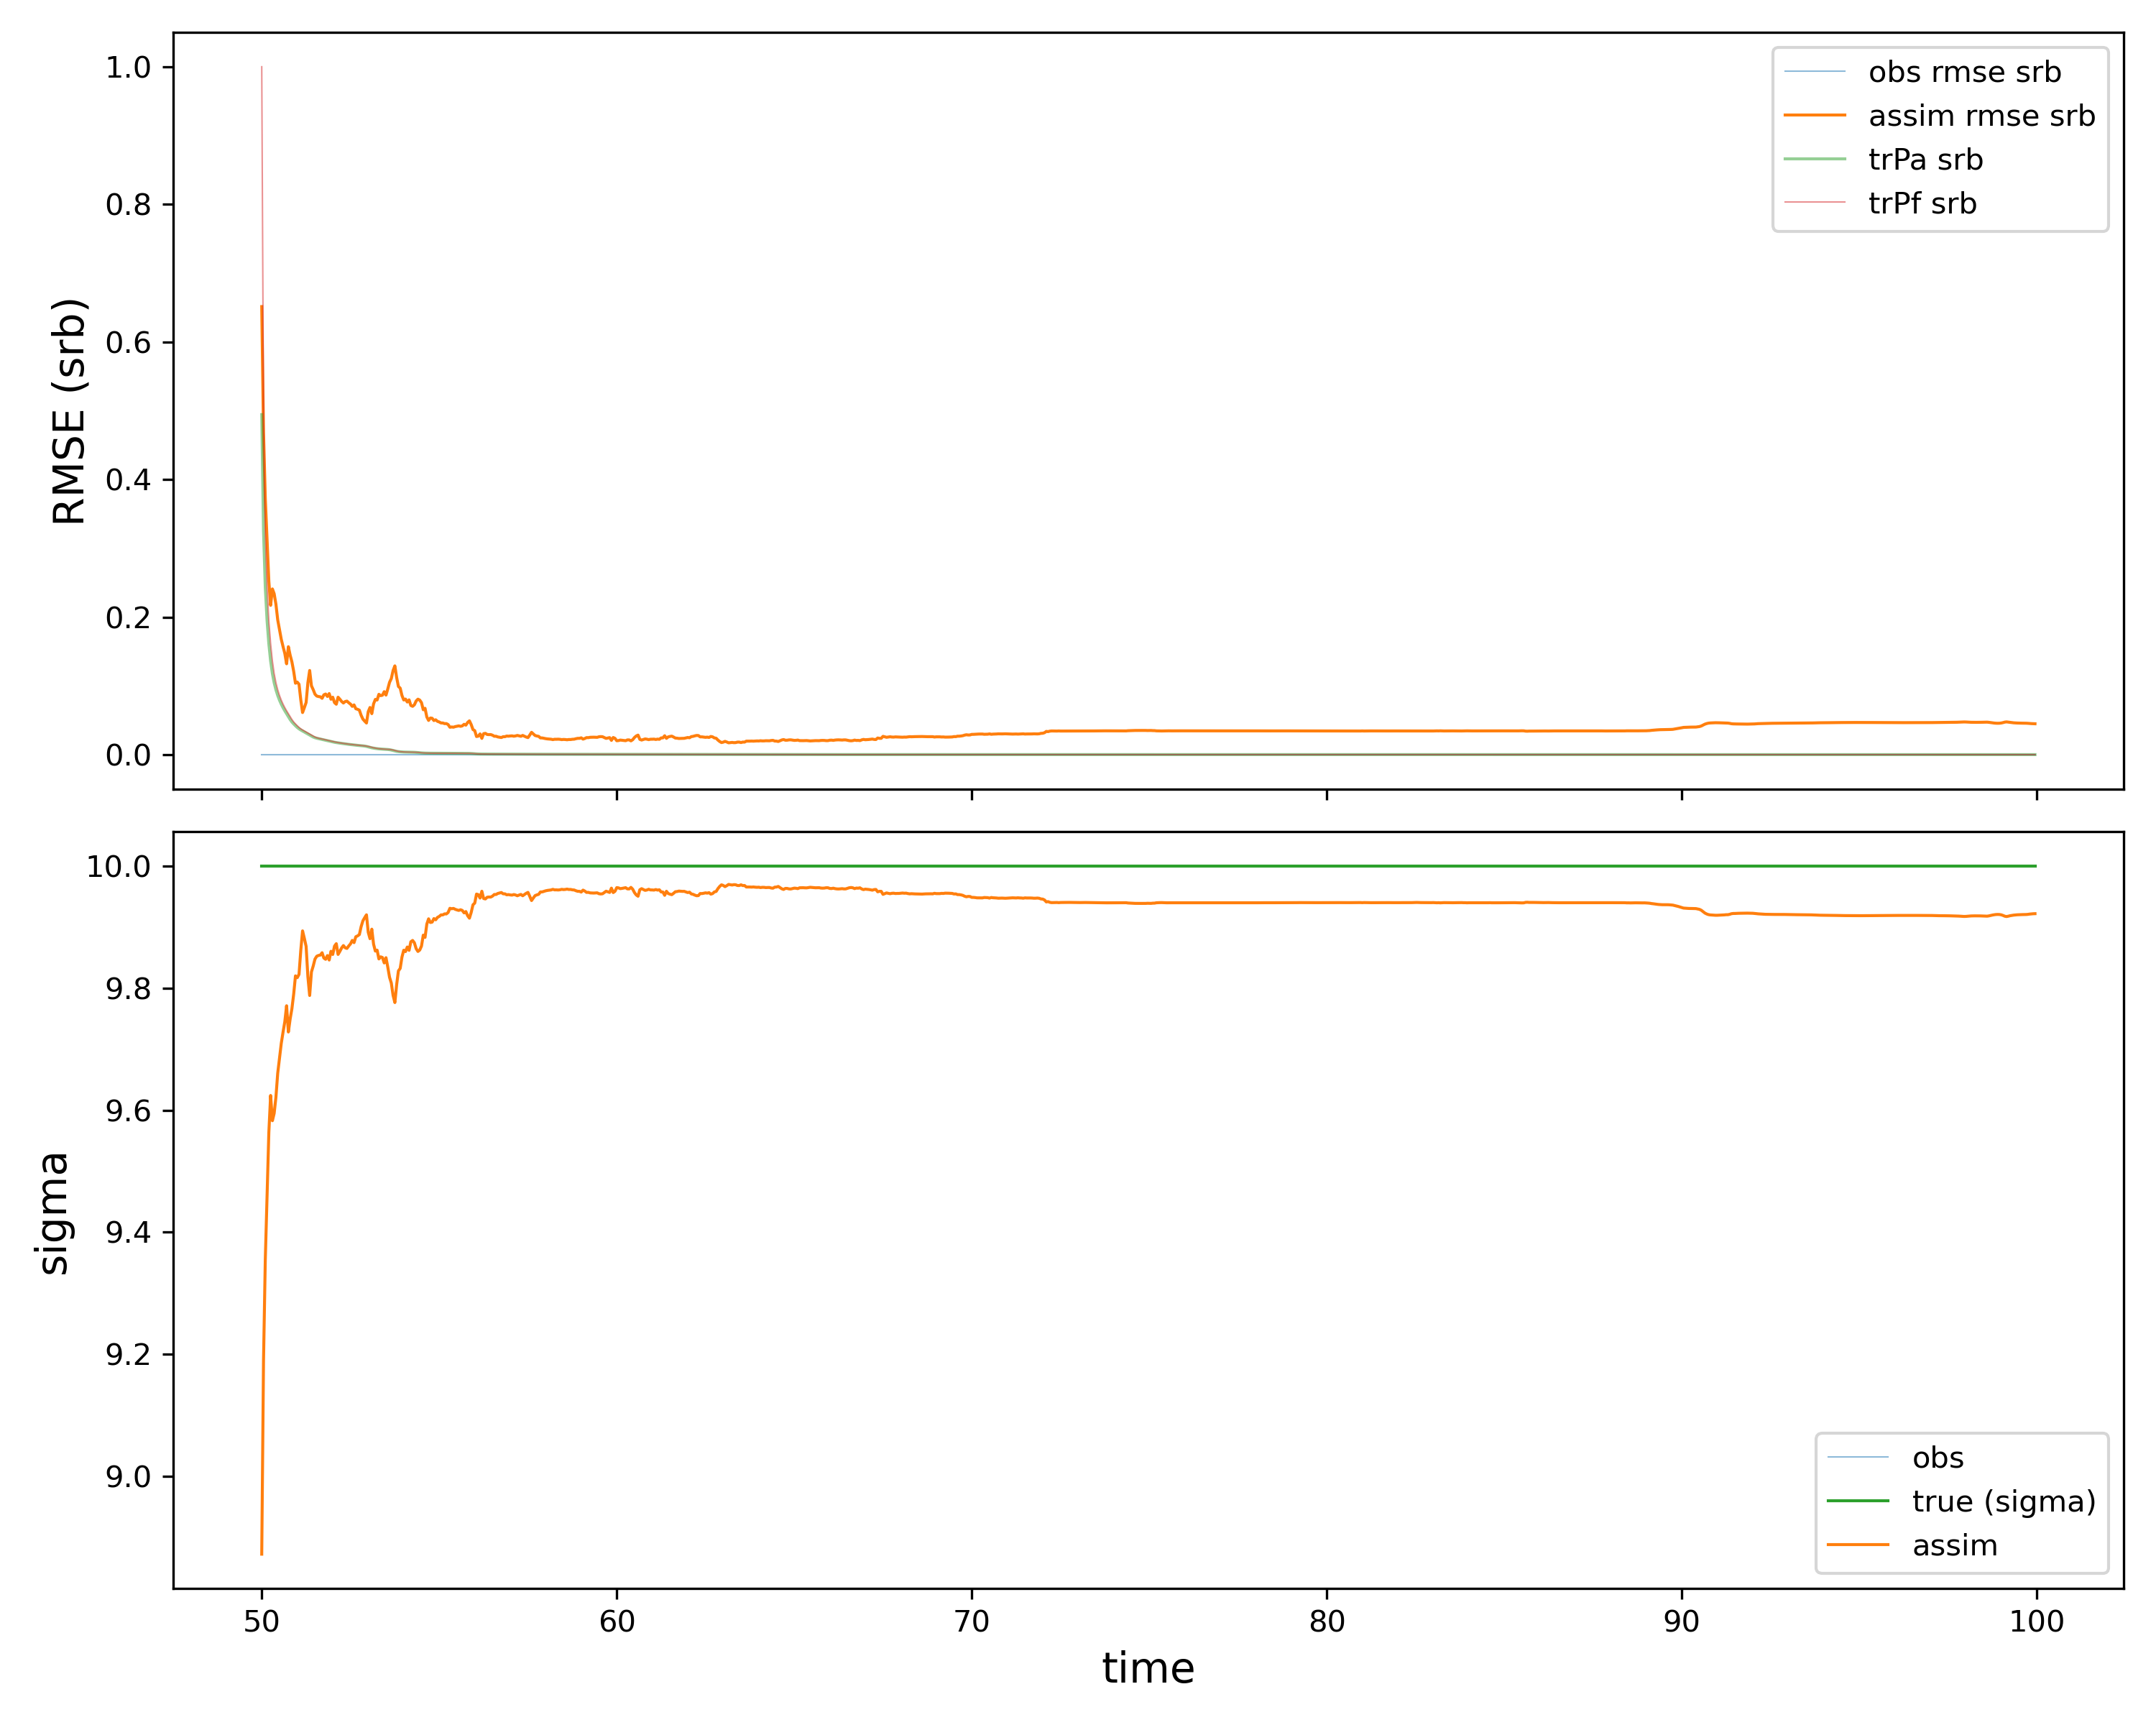 RMSE (srb)
1.0
0.8
0.6
0.4
0.2
0.0
obs rmse srb
assim rmse srb
trPa srb
trPf srb
sigma
10.0
9.8
9.6
9.4
9.2
9.0
obs
true (sigma)
assim
50
60
70
80
90
100
time